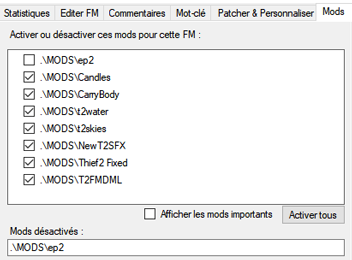 Statistiques Editer FM Commentaires Mot-clé Patcher & Personnaliser Mods
Activer ou désactiver ces mods pour cette FM :
.\MODS\ep2
.\MODS\Candles
.\MODS\CarryBody
.\MODS\t2water
.\MODS\t2skies
.\MODS\NewT2SFX
.\MODS\Thief2 Fixed
.\MODS\T2FMDML
Afficher les mods importants Activer tous
Mods désactivés :
.\MODS\ep2